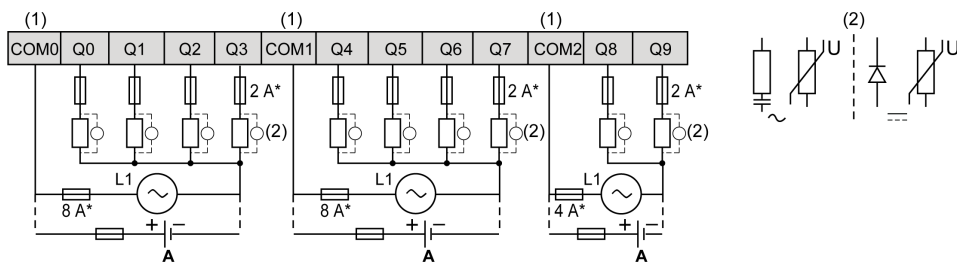 (1) (1) (1) (2)
COM0 Q0 Q1 Q2 Q3 COM1 Q4 Q5 Q6 Q7 COM2 Q8 Q9
U U
2 A* 2 A* 2 A*
(2) (2) (2)
L1 L1 L1
8 A* 8 A* 4 A*
+ − + − + −
A A A